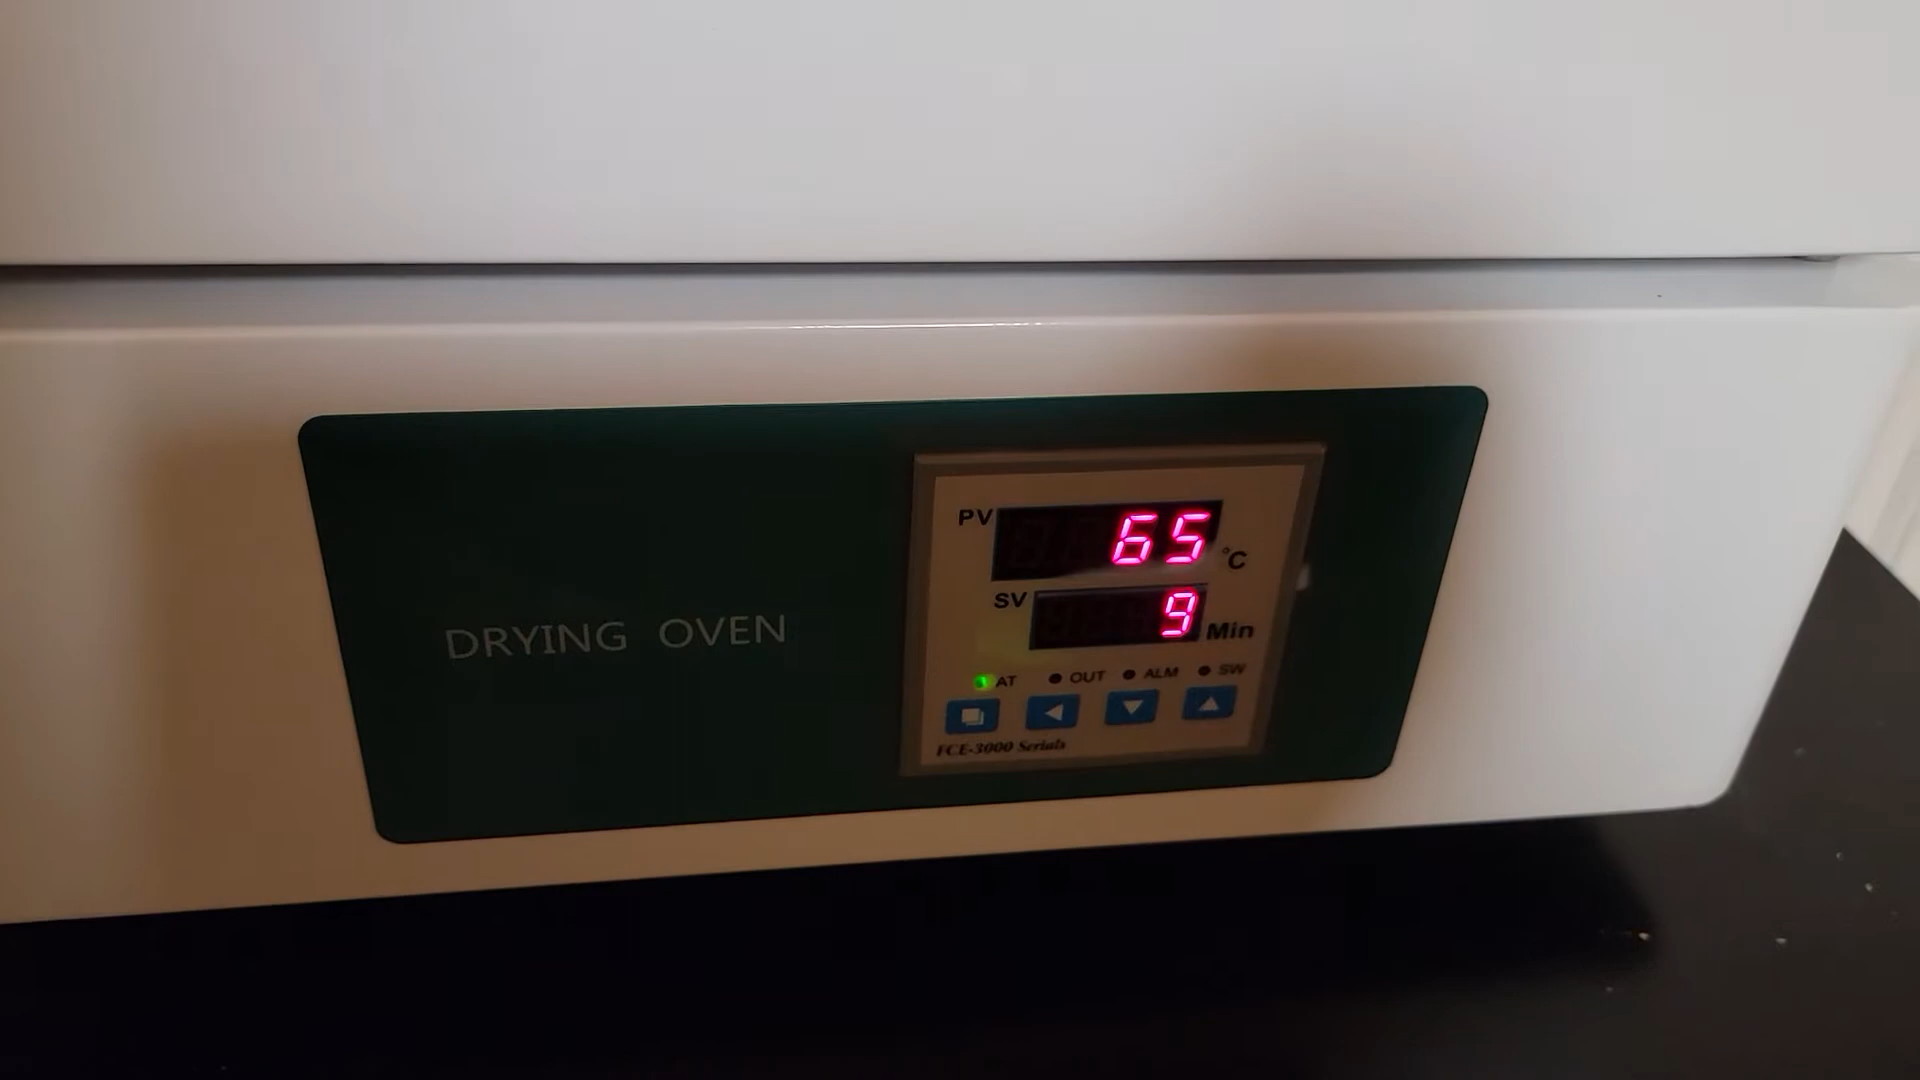 PV 65 °C
SV 9 Min
DRYING OVEN
AT OUT ALM SW
FCE-3000 Serials